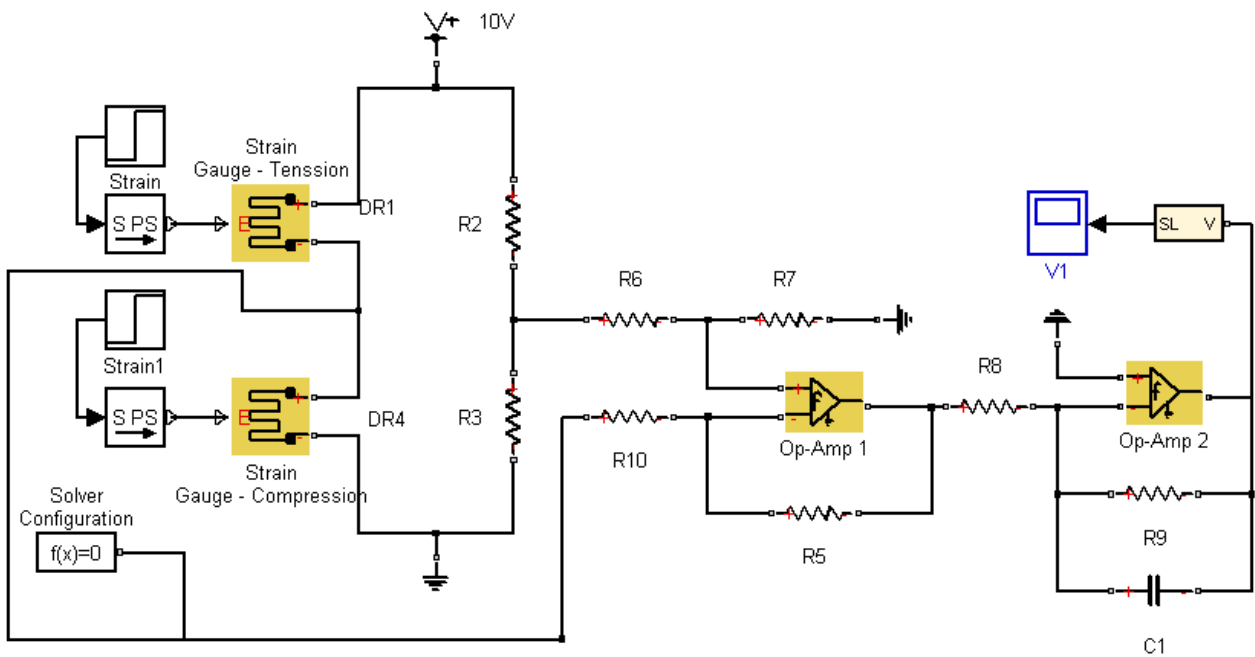 V+ 10V
Strain
Gauge - Tenssion
Strain
S PS
E
+
-
DR1
R2
+
-
Strain1
S PS
E
+
-
DR4
R3
+
-
Strain
Gauge - Compression
Solver
Configuration
f(x)=0
R6
+ -
R7
+ -
R10
+ -
+
-
Op-Amp 1
R5
+ -
R8
+ -
SL V
V1
+
-
Op-Amp 2
+ -
R9
+ -
C1